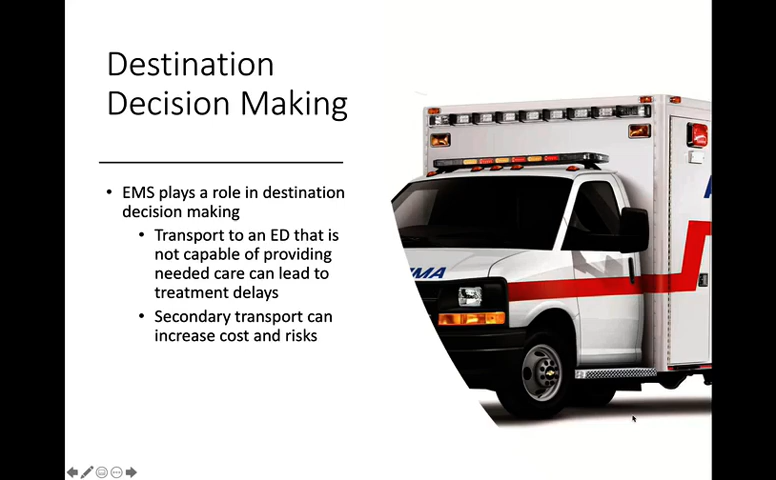 Destination
Decision Making
• EMS plays a role in destination
decision making
• Transport to an ED that is
not capable of providing
needed care can lead to
treatment delays
• Secondary transport can
increase cost and risks